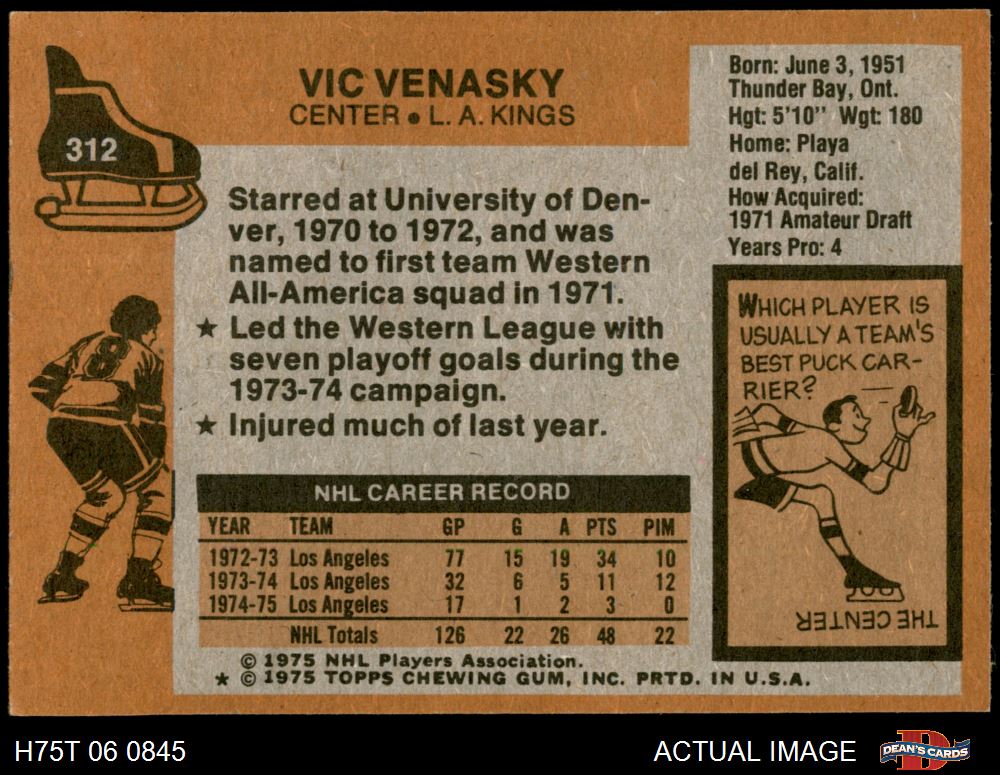 312
VIC VENASKY
CENTER • L. A. KINGS
Starred at University of Den-
ver, 1970 to 1972, and was
named to first team Western
All-America squad in 1971.
★ Led the Western League with
seven playoff goals during the
1973-74 campaign.
★ Injured much of last year.
8
Born: June 3, 1951
Thunder Bay, Ont.
Hgt: 5'10" Wgt: 180
Home: Playa
del Rey, Calif.
How Acquired:
1971 Amateur Draft
Years Pro: 4
WHICH PLAYER IS
USUALLY A TEAM'S
BEST PUCK CAR-
RIER?
THE CENTER
NHL CAREER RECORD
YEAR TEAM GP G A PTS PIM
1972-73 Los Angeles 77 15 19 34 10
1973-74 Los Angeles 32 6 5 11 12
1974-75 Los Angeles 17 1 2 3 0
NHL Totals 126 22 26 48 22
© 1975 NHL Players Association.
★ © 1975 TOPPS CHEWING GUM, INC. PRTD. IN U.S.A.
H75T 06 0845
ACTUAL IMAGE
D
DEAN'S CARDS